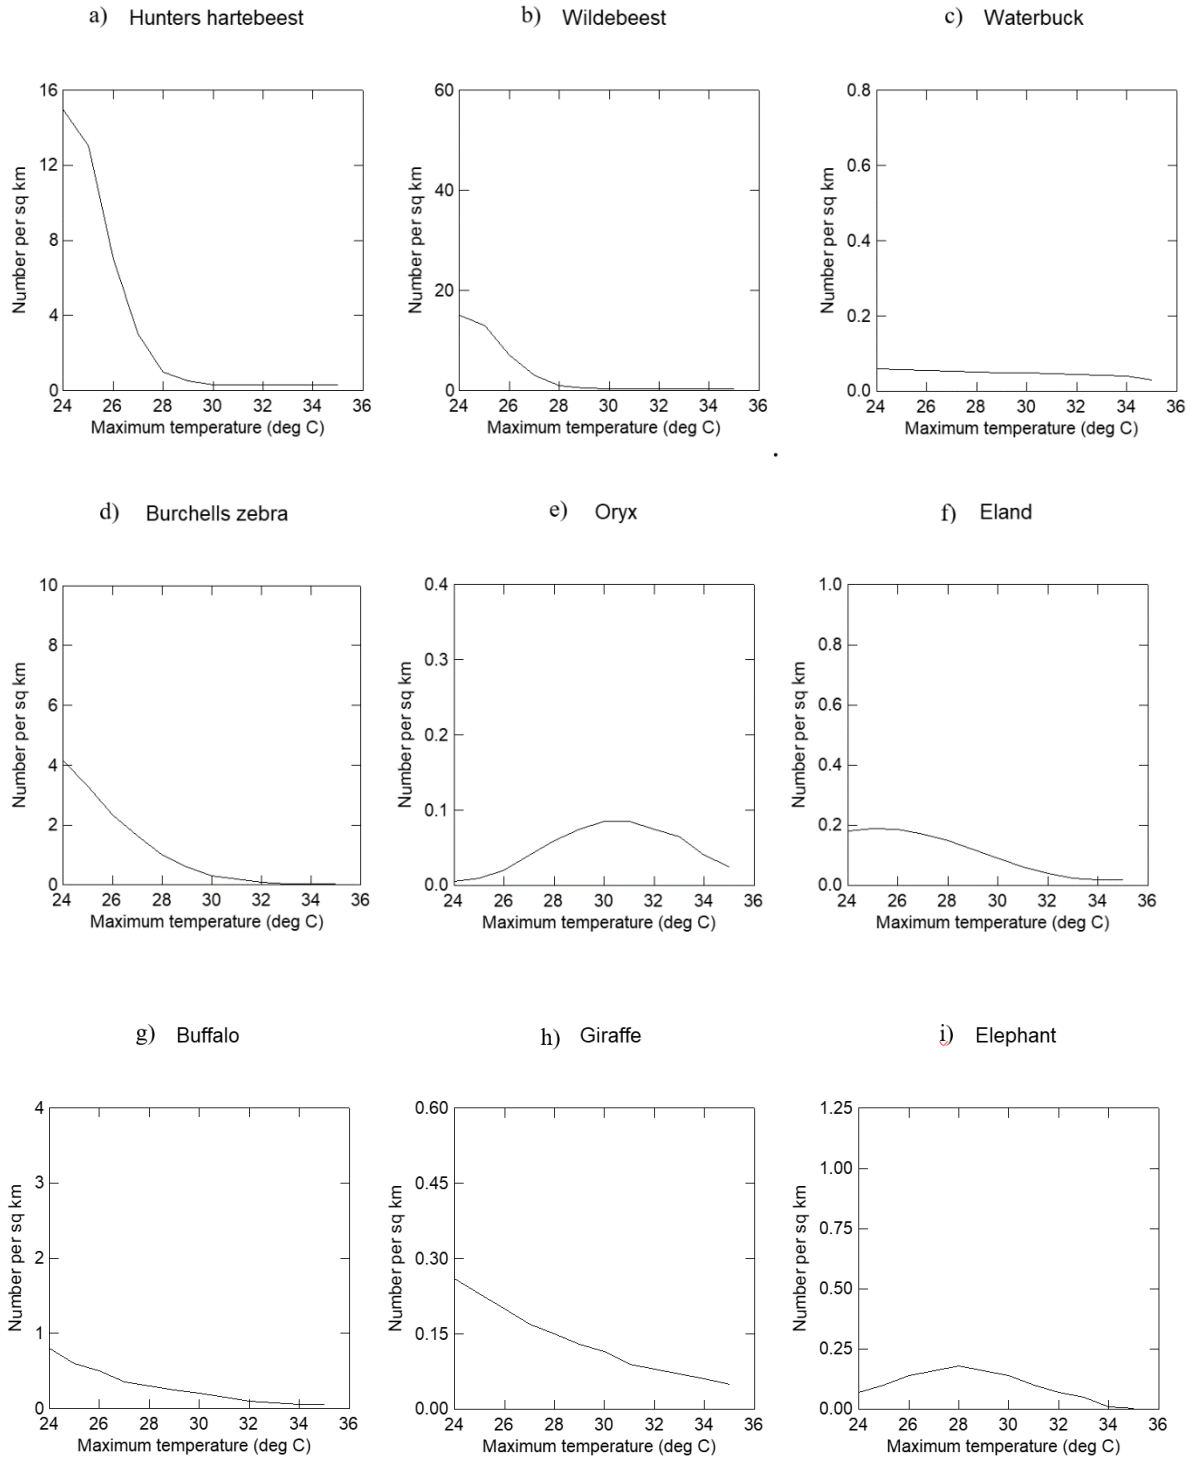 a) Hunters hartebeest
b) Wildebeest
c) Waterbuck
16
12
8
4
0
Number per sq km
24 26 28 30 32 34 36
Maximum temperature (deg C)
60
40
20
0
Number per sq km
24 26 28 30 32 34 36
Maximum temperature (deg C)
0.8
0.6
0.4
0.2
0.0
Number per sq km
24 26 28 30 32 34 36
Maximum temperature (deg C)
.
d) Burchells zebra
e) Oryx
f) Eland
10
8
6
4
2
0
Number per sq km
24 26 28 30 32 34 36
Maximum temperature (deg C)
0.4
0.3
0.2
0.1
0.0
Number per sq km
24 26 28 30 32 34 36
Maximum temperature (deg C)
1.0
0.8
0.6
0.4
0.2
0.0
Number per sq km
24 26 28 30 32 34 36
Maximum temperature (deg C)
g) Buffalo
h) Giraffe
i) Elephant
4
3
2
1
0
Number per sq km
24 26 28 30 32 34 36
Maximum temperature (deg C)
0.60
0.45
0.30
0.15
0.00
Number per sq km
24 26 28 30 32 34 36
Maximum temperature (deg C)
1.25
1.00
0.75
0.50
0.25
0.00
Number per sq km
24 26 28 30 32 34 36
Maximum temperature (deg C)